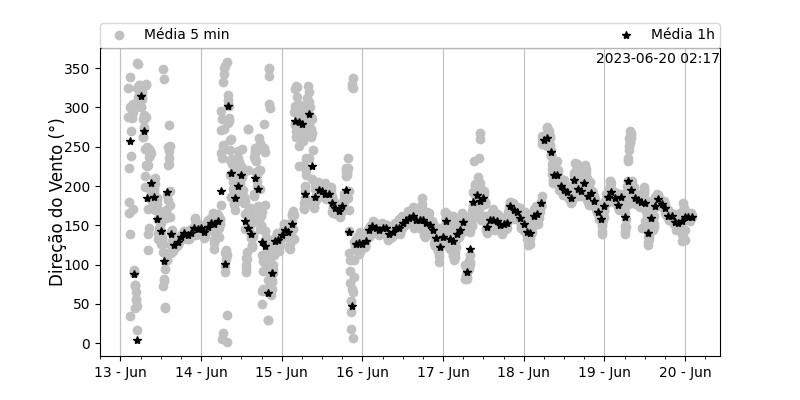 Média 5 min
Média 1h
2023-06-20 02:17
Direção do Vento (°)
350
300
250
200
150
100
50
0
13 - Jun
14 - Jun
15 - Jun
16 - Jun
17 - Jun
18 - Jun
19 - Jun
20 - Jun